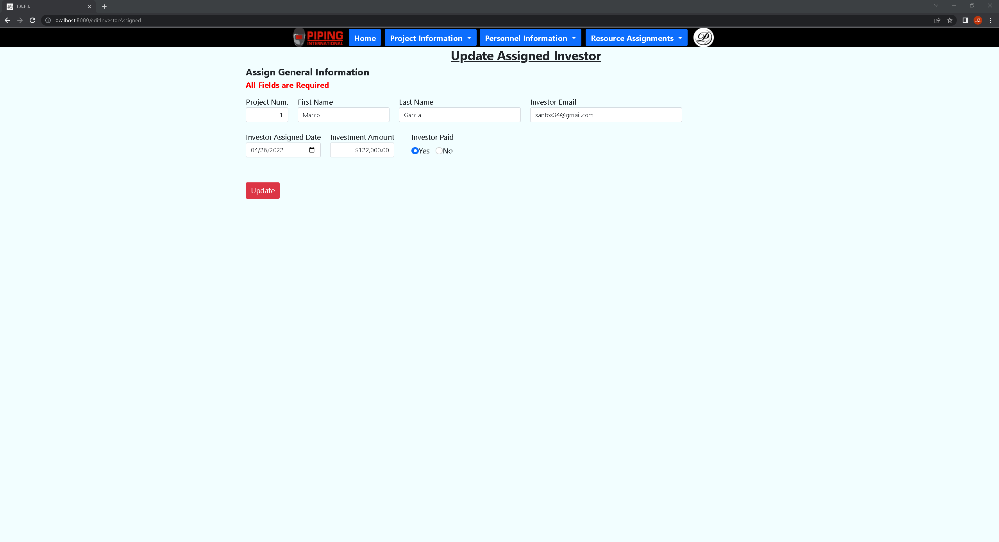 T.A.P.I.
localhost:8080/editInvestorAssigned
JZ
PIPING
INTERNATIONAL
Home
Project Information
Personnel Information
Resource Assignments
P
Update Assigned Investor
Assign General Information
All Fields are Required
Project Num. First Name Last Name Investor Email
1 Marco Garcia santos34@gmail.com
Investor Assigned Date Investment Amount Investor Paid
04/26/2022 $122,000.00 Yes No
Update